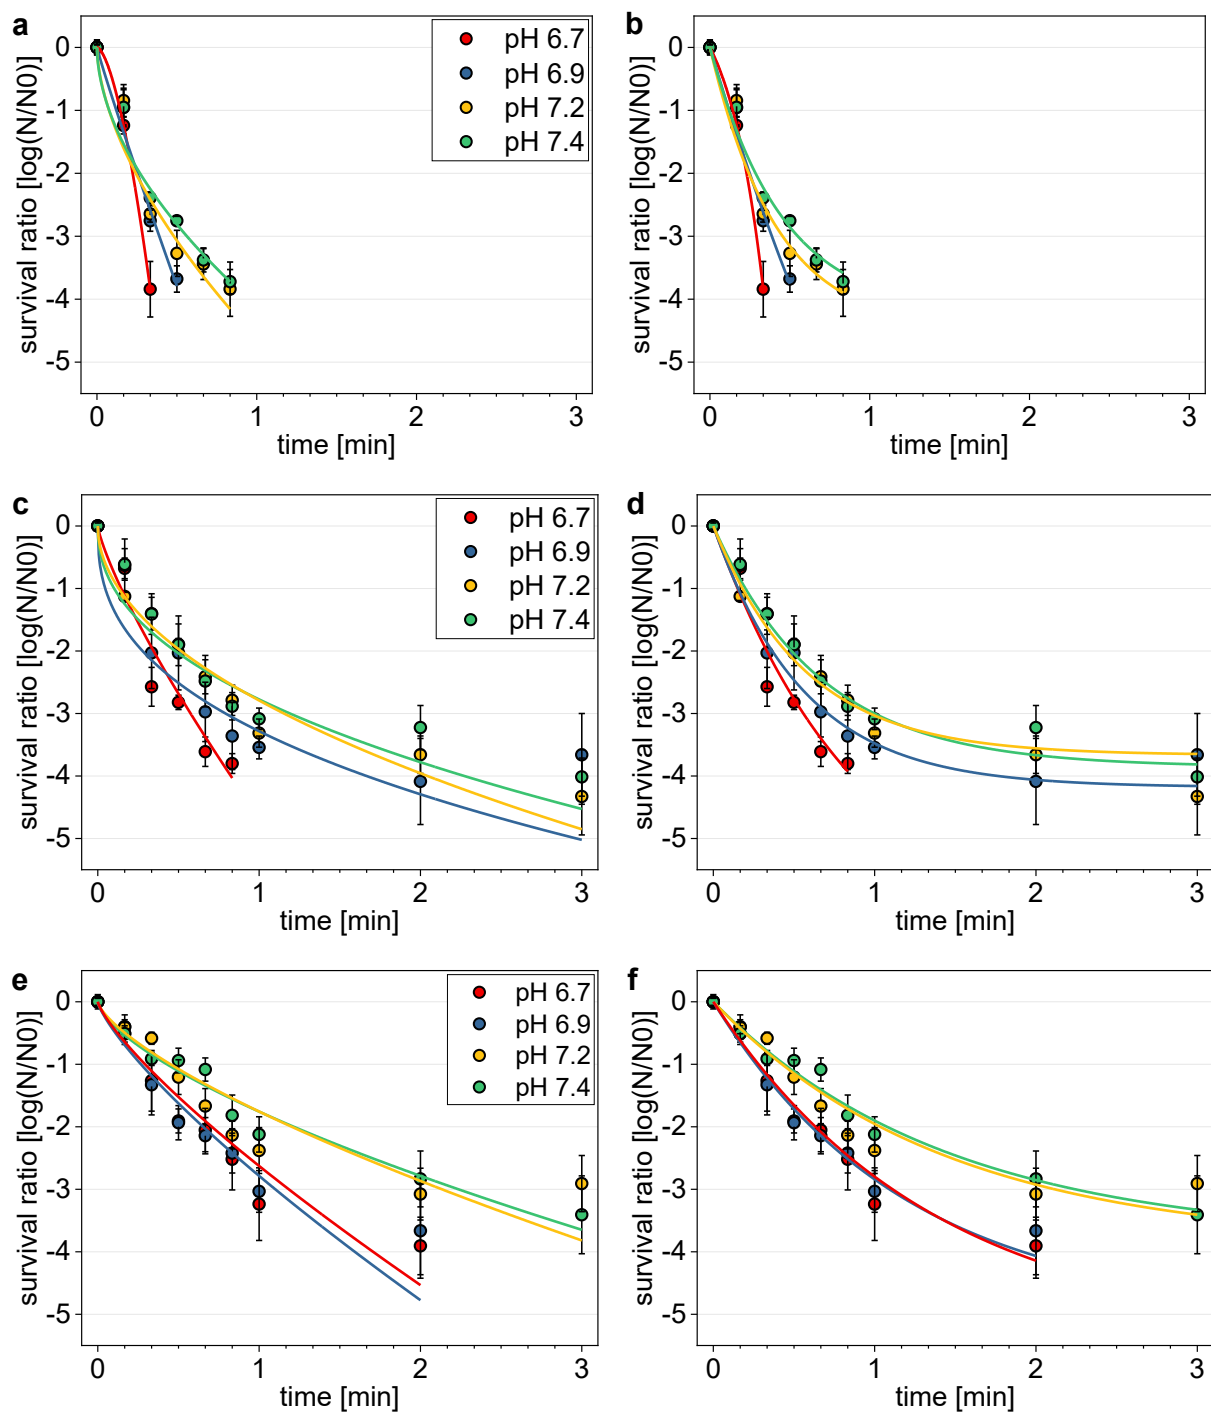 a
survival ratio [log(N/N0)]
0
-1
-2
-3
-4
-5
pH 6.7
pH 6.9
pH 7.2
pH 7.4
0 1 2 3
time [min]
b
survival ratio [log(N/N0)]
0
-1
-2
-3
-4
-5
0 1 2 3
time [min]
c
survival ratio [log(N/N0)]
0
-1
-2
-3
-4
-5
pH 6.7
pH 6.9
pH 7.2
pH 7.4
0 1 2 3
time [min]
d
survival ratio [log(N/N0)]
0
-1
-2
-3
-4
-5
0 1 2 3
time [min]
e
survival ratio [log(N/N0)]
0
-1
-2
-3
-4
-5
pH 6.7
pH 6.9
pH 7.2
pH 7.4
0 1 2 3
time [min]
f
survival ratio [log(N/N0)]
0
-1
-2
-3
-4
-5
0 1 2 3
time [min]